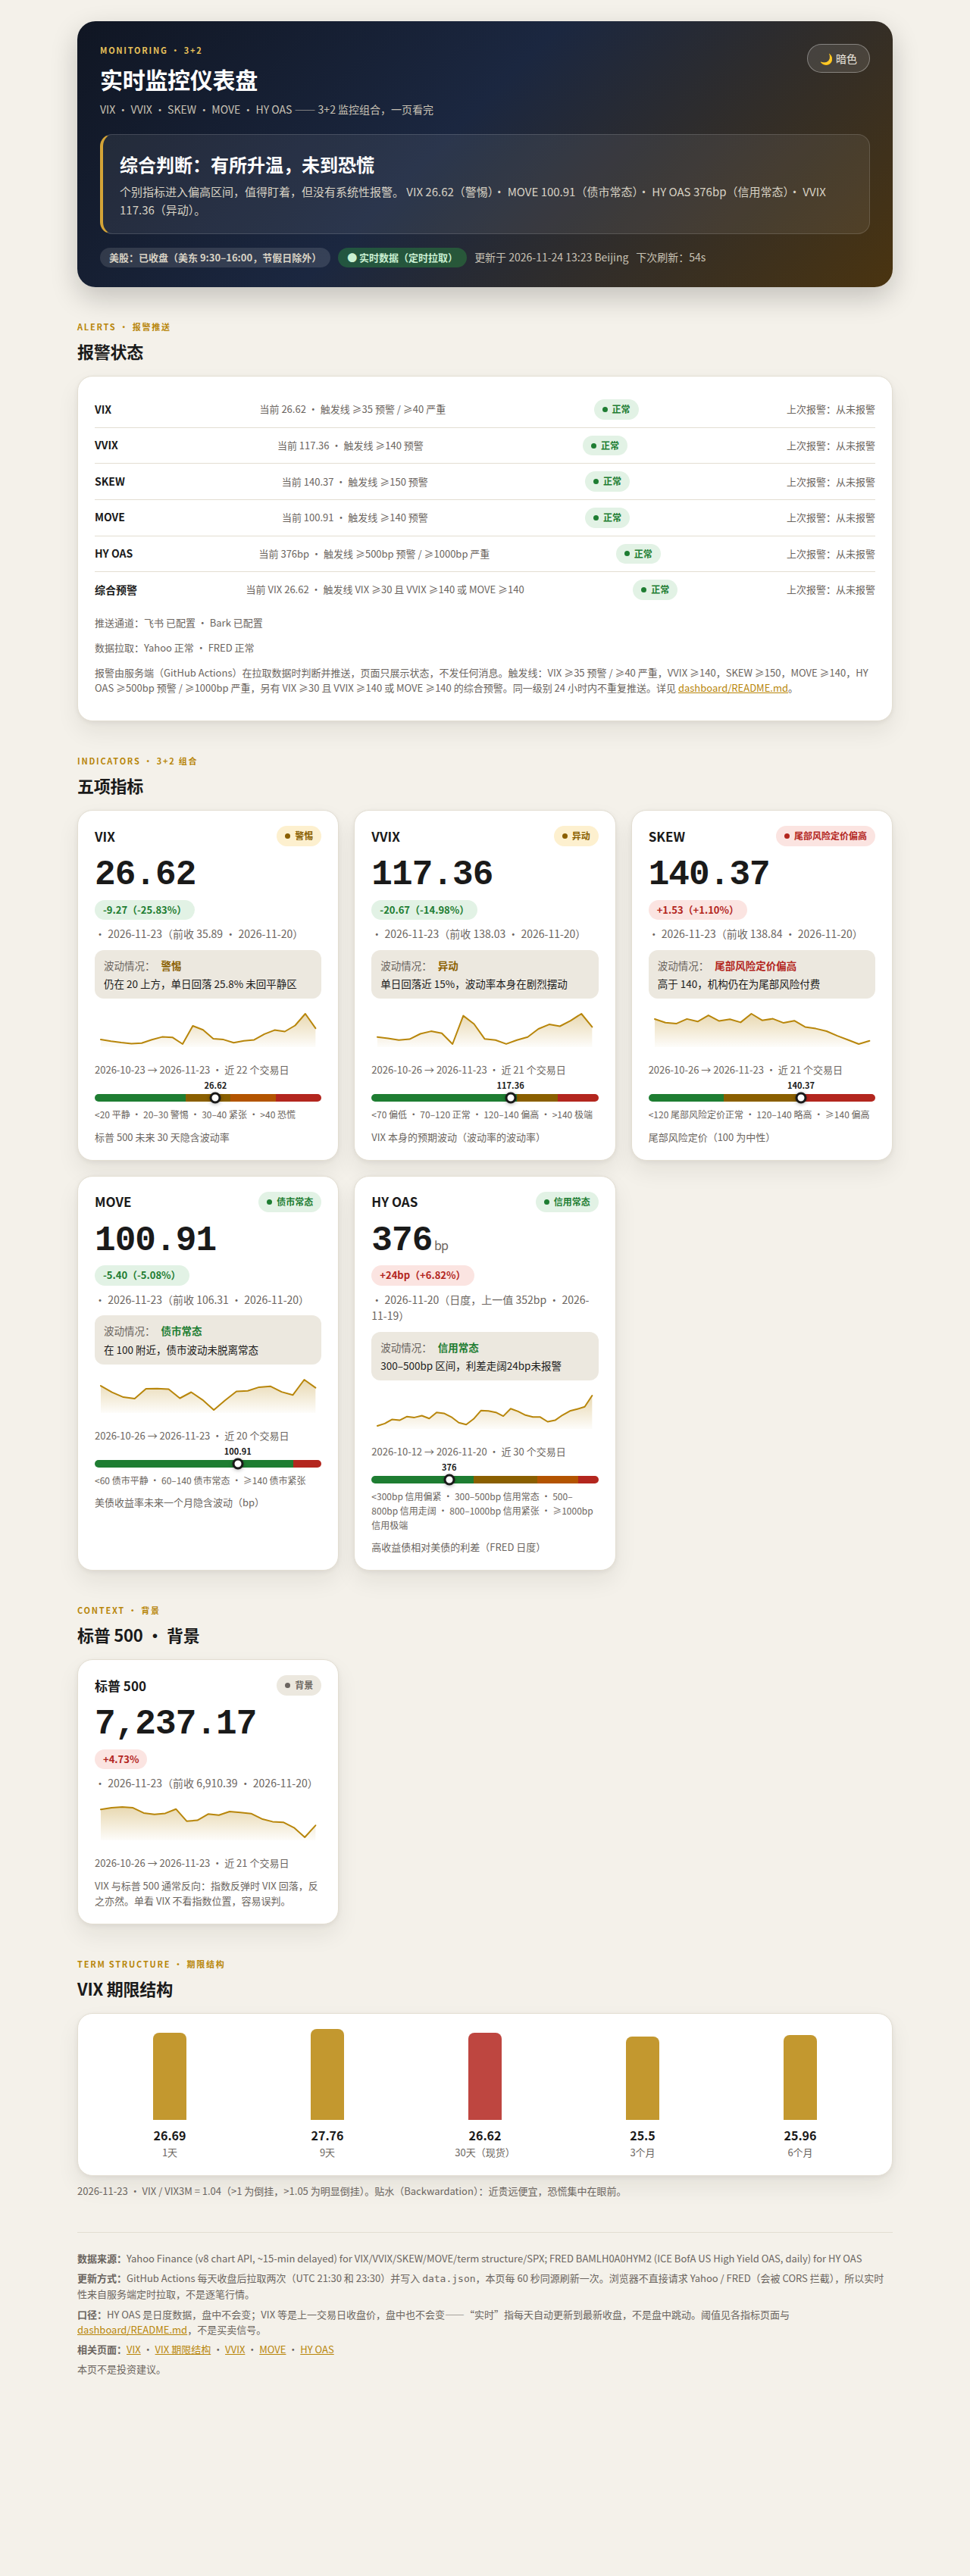 MONITORING · 3+2
🌙 暗色
实时监控仪表盘
VIX · VVIX · SKEW · MOVE · HY OAS —— 3+2 监控组合，一页看完
综合判断：有所升温，未到恐慌
个别指标进入偏高区间，值得盯着，但没有系统性报警。 VIX 26.62（警惕）· MOVE 100.91（债市常态）· HY OAS 376bp（信用常态）· VVIX
117.36（异动）。
美股：已收盘（美东 9:30–16:00，节假日除外） 实时数据（定时拉取） 更新于 2026-11-24 13:23 Beijing 下次刷新：54s
ALERTS · 报警推送
报警状态
VIX 当前 26.62 · 触发线 ≥35 预警 / ≥40 严重 正常 上次报警：从未报警
VVIX 当前 117.36 · 触发线 ≥140 预警 正常 上次报警：从未报警
SKEW 当前 140.37 · 触发线 ≥150 预警 正常 上次报警：从未报警
MOVE 当前 100.91 · 触发线 ≥140 预警 正常 上次报警：从未报警
HY OAS 当前 376bp · 触发线 ≥500bp 预警 / ≥1000bp 严重 正常 上次报警：从未报警
综合预警 当前 VIX 26.62 · 触发线 VIX ≥30 且 VVIX ≥140 或 MOVE ≥140 正常 上次报警：从未报警
推送通道：飞书 已配置 · Bark 已配置
数据拉取：Yahoo 正常 · FRED 正常
报警由服务端（GitHub Actions）在拉取数据时判断并推送，页面只展示状态，不发任何消息。触发线：VIX ≥35 预警 / ≥40 严重，VVIX ≥140，SKEW ≥150，MOVE ≥140，HY
OAS ≥500bp 预警 / ≥1000bp 严重，另有 VIX ≥30 且 VVIX ≥140 或 MOVE ≥140 的综合预警。同一级别 24 小时内不重复推送。详见 dashboard/README.md。
INDICATORS · 3+2 组合
五项指标
VIX 警惕
26.62
-9.27（-25.83%）
· 2026-11-23（前收 35.89 · 2026-11-20）
波动情况： 警惕
仍在 20 上方，单日回落 25.8% 未回平静区
2026-10-23 → 2026-11-23 · 近 22 个交易日
26.62
<20 平静 · 20–30 警惕 · 30–40 紧张 · >40 恐慌
标普 500 未来 30 天隐含波动率
VVIX 异动
117.36
-20.67（-14.98%）
· 2026-11-23（前收 138.03 · 2026-11-20）
波动情况： 异动
单日回落近 15%，波动率本身在剧烈摆动
2026-10-26 → 2026-11-23 · 近 21 个交易日
117.36
<70 偏低 · 70–120 正常 · 120–140 偏高 · >140 极端
VIX 本身的预期波动（波动率的波动率）
SKEW 尾部风险定价偏高
140.37
+1.53（+1.10%）
· 2026-11-23（前收 138.84 · 2026-11-20）
波动情况： 尾部风险定价偏高
高于 140，机构仍在为尾部风险付费
2026-10-26 → 2026-11-23 · 近 21 个交易日
140.37
<120 尾部风险定价正常 · 120–140 略高 · ≥140 偏高
尾部风险定价（100 为中性）
MOVE 债市常态
100.91
-5.40（-5.08%）
· 2026-11-23（前收 106.31 · 2026-11-20）
波动情况： 债市常态
在 100 附近，债市波动未脱离常态
2026-10-26 → 2026-11-23 · 近 20 个交易日
100.91
<60 债市平静 · 60–140 债市常态 · ≥140 债市紧张
美债收益率未来一个月隐含波动（bp）
HY OAS 信用常态
376bp
+24bp（+6.82%）
· 2026-11-20（日度，上一值 352bp · 2026-
11-19）
波动情况： 信用常态
300–500bp 区间，利差走阔24bp未报警
2026-10-12 → 2026-11-20 · 近 30 个交易日
376
<300bp 信用偏紧 · 300–500bp 信用常态 · 500–
800bp 信用走阔 · 800–1000bp 信用紧张 · ≥1000bp
信用极端
高收益债相对美债的利差（FRED 日度）
CONTEXT · 背景
标普 500 · 背景
标普 500 背景
7,237.17
+4.73%
· 2026-11-23（前收 6,910.39 · 2026-11-20）
2026-10-26 → 2026-11-23 · 近 21 个交易日
VIX 与标普 500 通常反向：指数反弹时 VIX 回落，反
之亦然。单看 VIX 不看指数位置，容易误判。
TERM STRUCTURE · 期限结构
VIX 期限结构
26.69 27.76 26.62 25.5 25.96
1天 9天 30天（现货） 3个月 6个月
2026-11-23 · VIX / VIX3M = 1.04（>1 为倒挂，>1.05 为明显倒挂）。贴水（Backwardation）：近贵远便宜，恐慌集中在眼前。
数据来源：Yahoo Finance (v8 chart API, ~15-min delayed) for VIX/VVIX/SKEW/MOVE/term structure/SPX; FRED BAMLH0A0HYM2 (ICE BofA US High Yield OAS, daily) for HY OAS
更新方式：GitHub Actions 每天收盘后拉取两次（UTC 21:30 和 23:30）并写入 data.json，本页每 60 秒同源刷新一次。浏览器不直接请求 Yahoo / FRED（会被 CORS 拦截），所以实时
性来自服务端定时拉取，不是逐笔行情。
口径：HY OAS 是日度数据，盘中不会变；VIX 等是上一交易日收盘价，盘中也不会变——“实时”指每天自动更新到最新收盘，不是盘中跳动。阈值见各指标页面与
dashboard/README.md，不是买卖信号。
相关页面：VIX · VIX 期限结构 · VVIX · MOVE · HY OAS
本页不是投资建议。